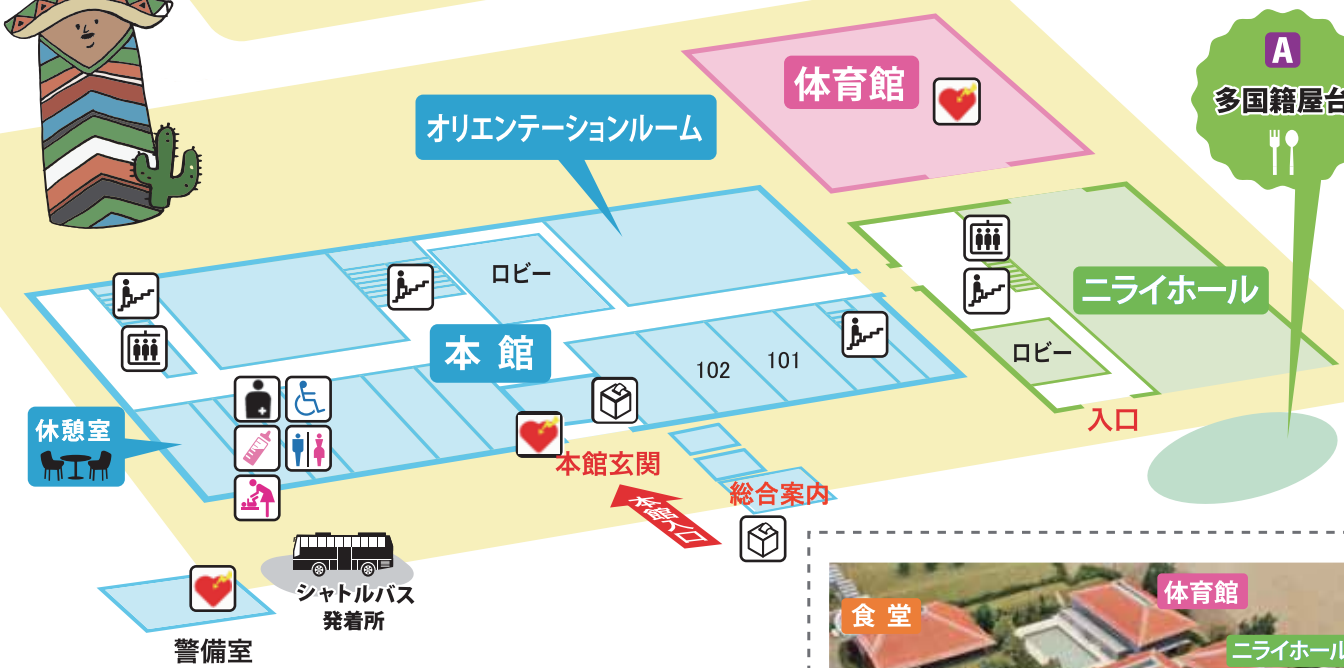 体育館
A
多国籍屋台
オリエンテーションルーム
ロビー
ニライホール
本館
102
101
ロビー
休憩室
入口
本館玄関
総合案内
本館入口
シャトルバス
発着所
警備室
体育館
食堂
ニライホール